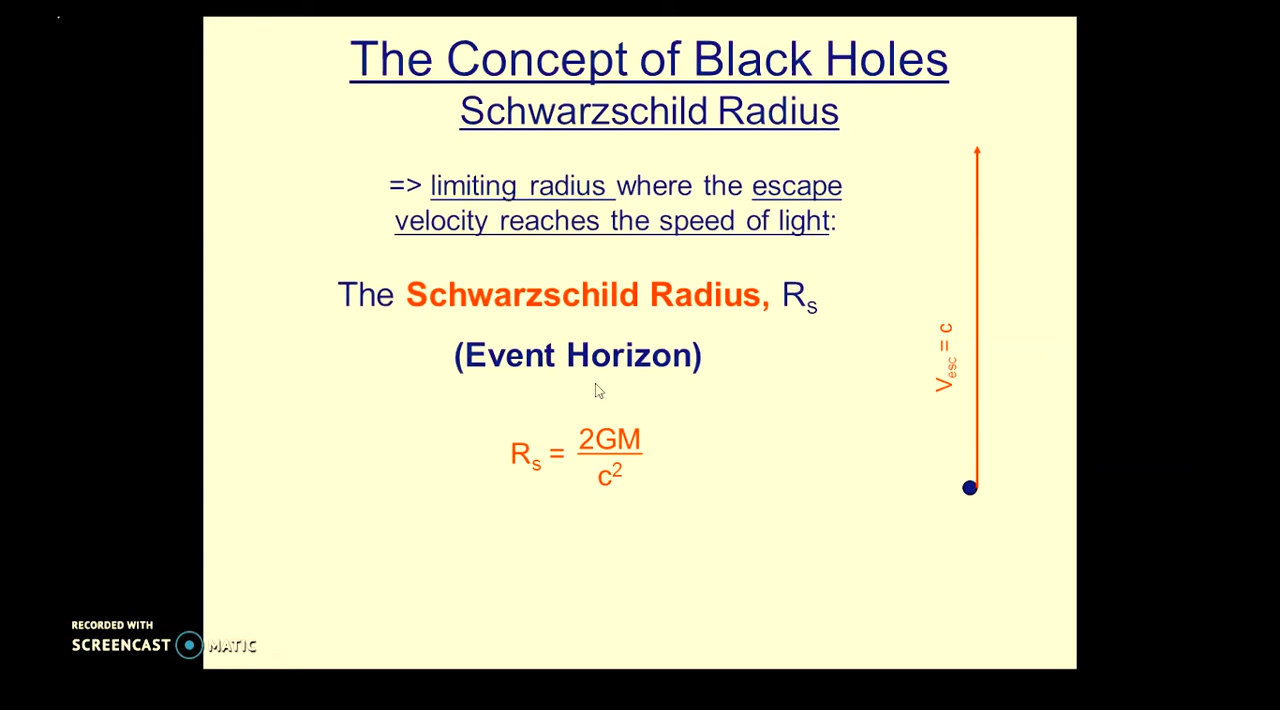 The Concept of Black Holes
Schwarzschild Radius
=> limiting radius where the escape
velocity reaches the speed of light:
The Schwarzschild Radius, Rs
(Event Horizon)
Vesc = c
Rs = 2GM
c²
RECORDED WITH
SCREENCAST MATIC